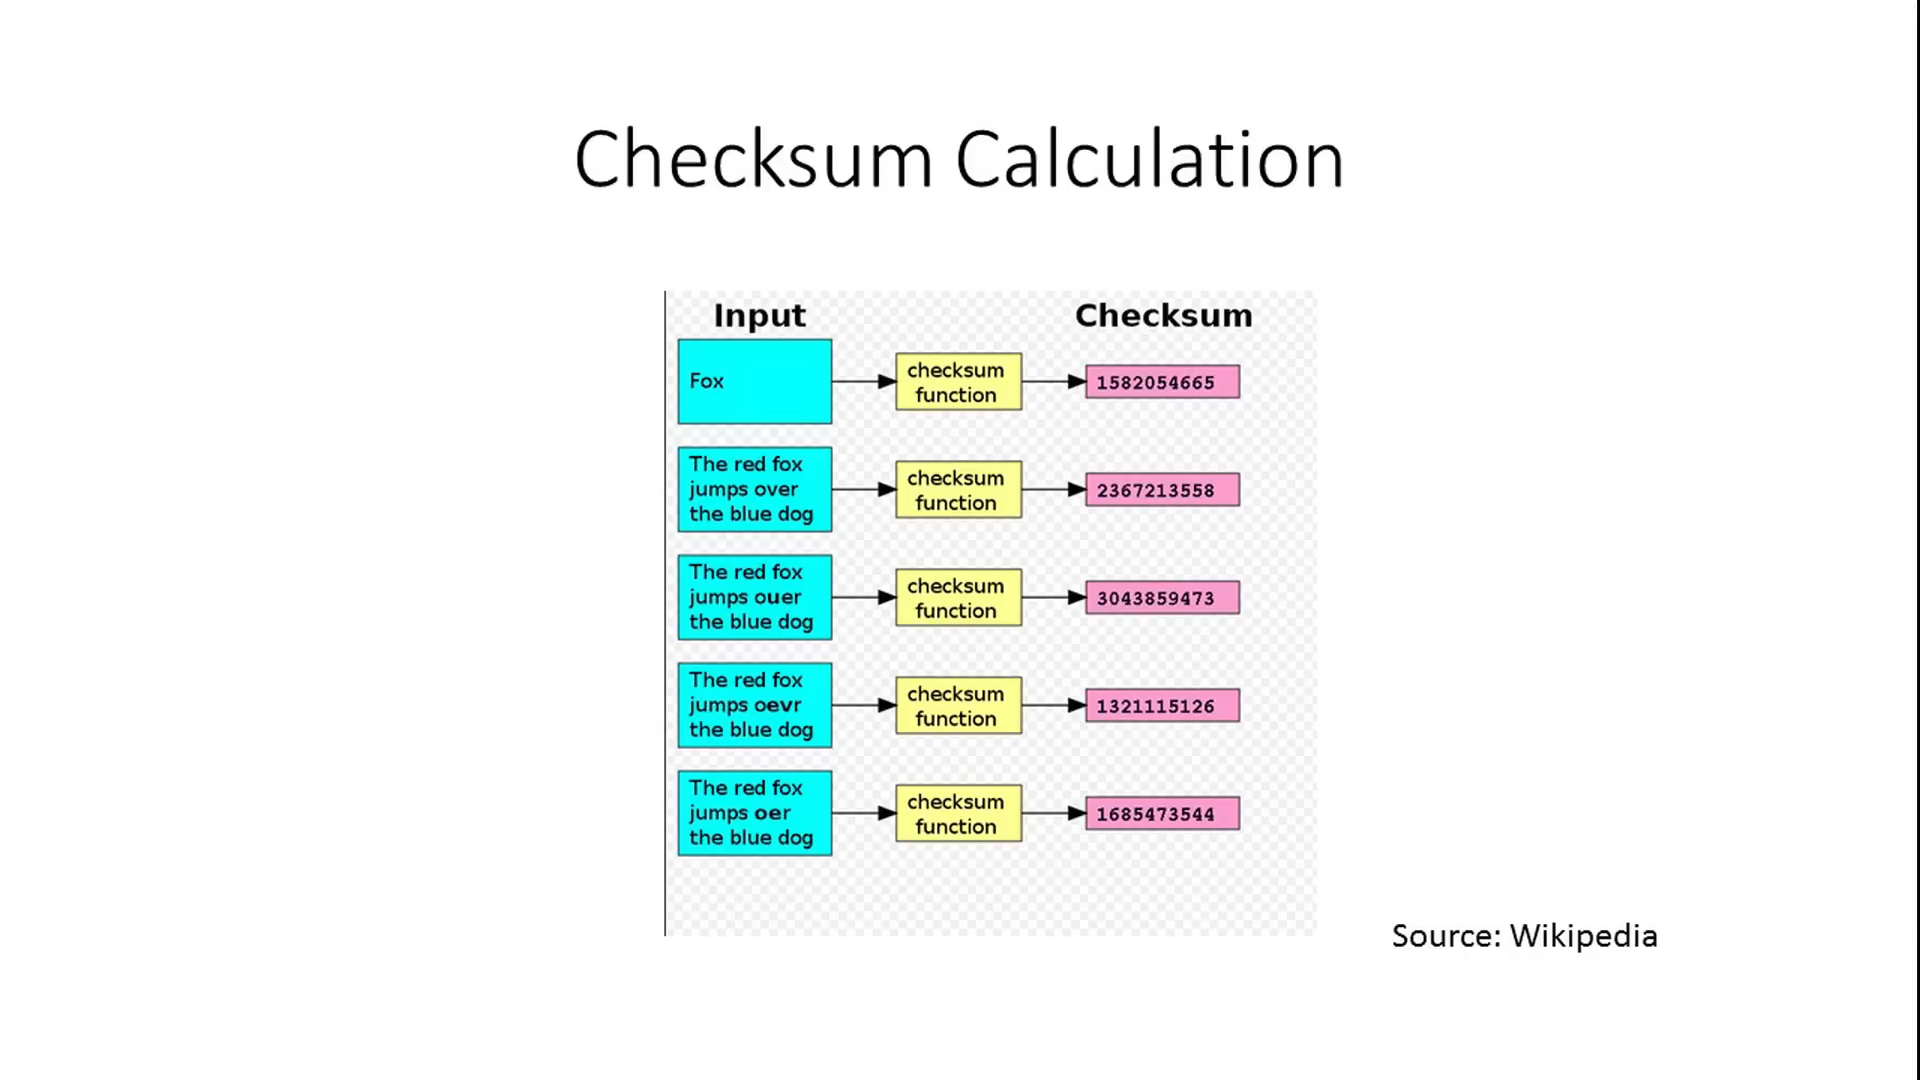 Checksum Calculation
Input
Checksum
Fox
checksum
function
1582054665
The red fox
jumps over
the blue dog
checksum
function
2367213558
The red fox
jumps ouer
the blue dog
checksum
function
3043859473
The red fox
jumps oevr
the blue dog
checksum
function
1321115126
The red fox
jumps oer
the blue dog
checksum
function
1685473544
Source: Wikipedia